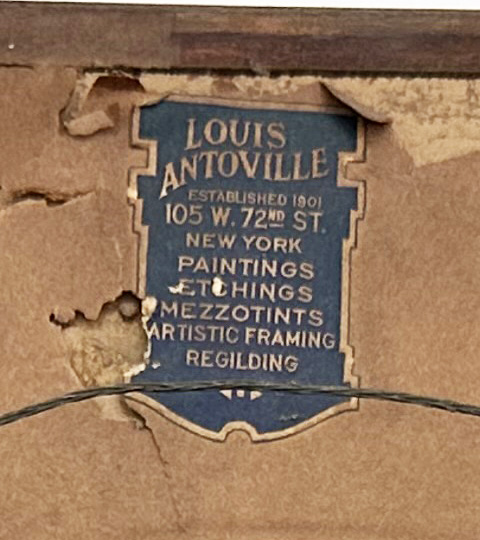 LOUIS
ANTOVILLE
ESTABLISHED 1901
105 W. 72ND ST.
NEW YORK
PAINTINGS
ETCHINGS
MEZZOTINTS
ARTISTIC FRAMING
REGILDING